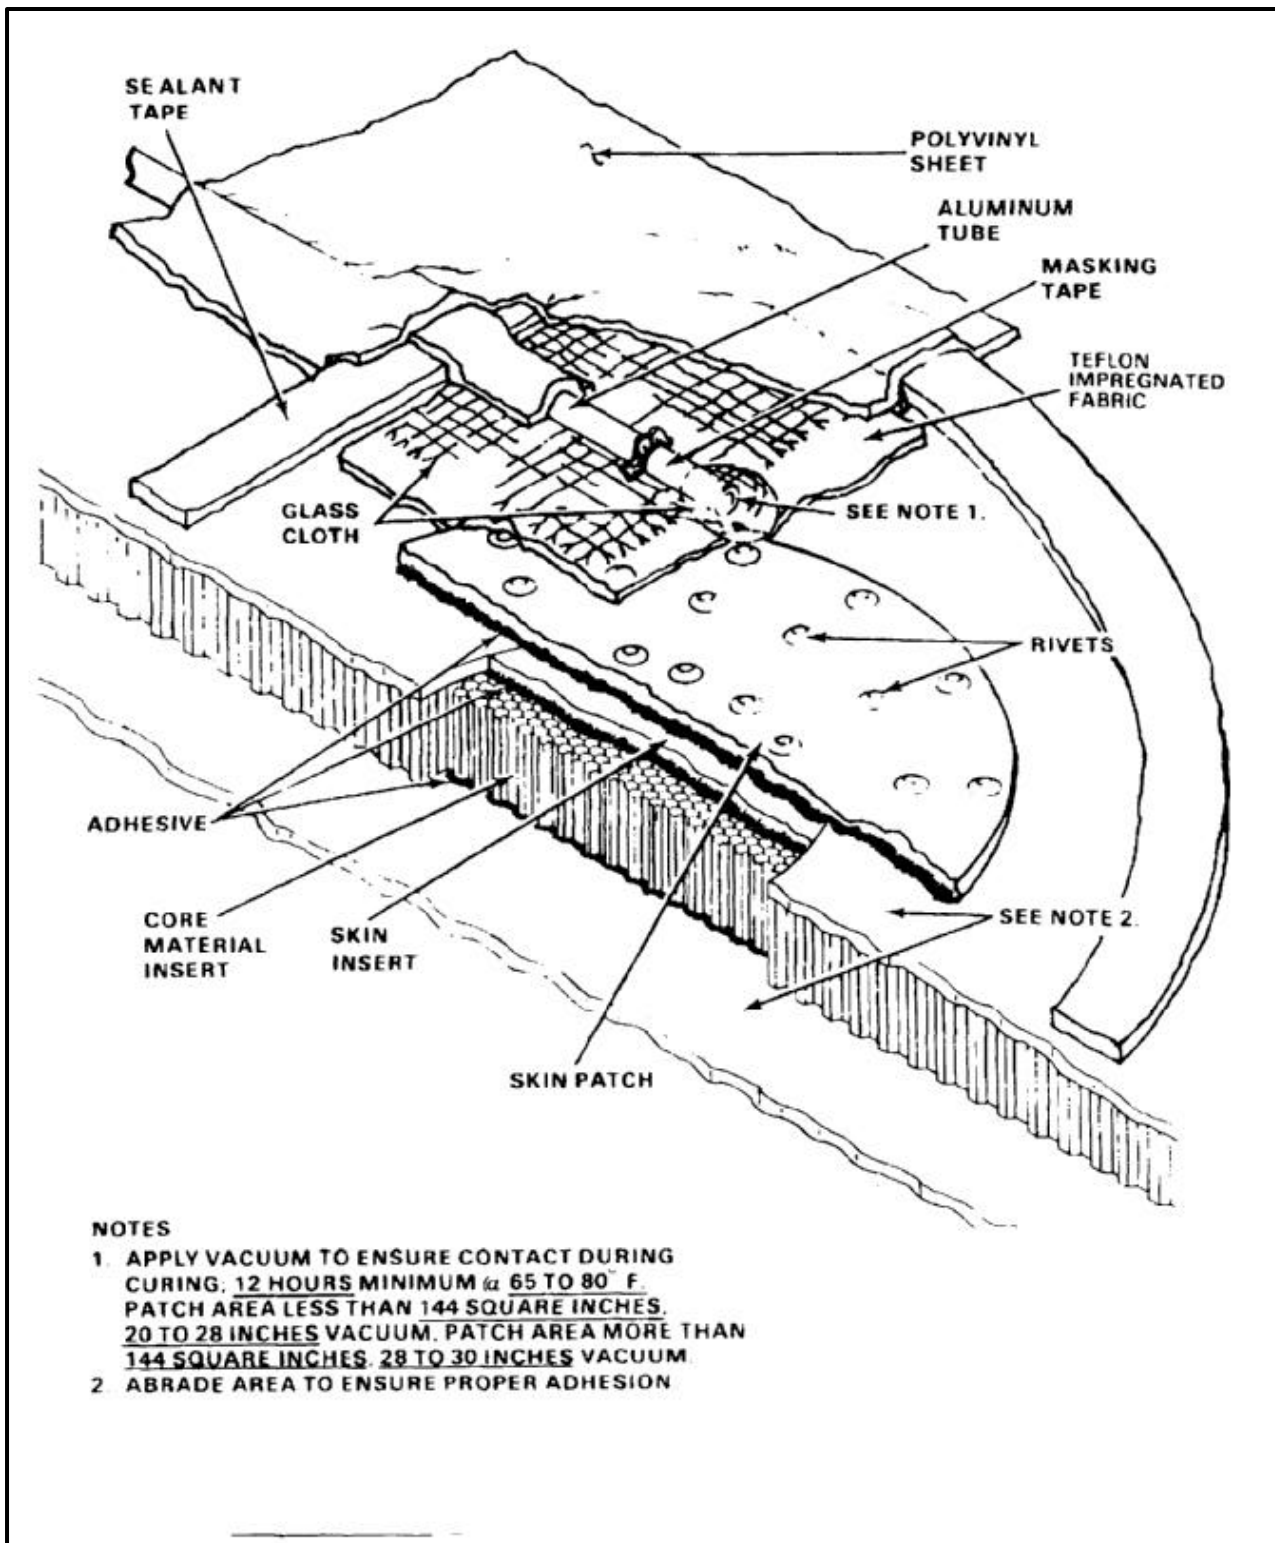 SEALANT
TAPE
POLYVINYL
SHEET
ALUMINUM
TUBE
MASKING
TAPE
TEFLON
IMPREGNATED
FABRIC
GLASS
CLOTH
SEE NOTE 1.
RIVETS
ADHESIVE
CORE
MATERIAL
INSERT
SKIN
INSERT
SEE NOTE 2.
SKIN PATCH
NOTES
1. APPLY VACUUM TO ENSURE CONTACT DURING
CURING; 12 HOURS MINIMUM @ 65 TO 80° F.
PATCH AREA LESS THAN 144 SQUARE INCHES,
20 TO 28 INCHES VACUUM. PATCH AREA MORE THAN
144 SQUARE INCHES, 28 TO 30 INCHES VACUUM.
2. ABRADE AREA TO ENSURE PROPER ADHESION